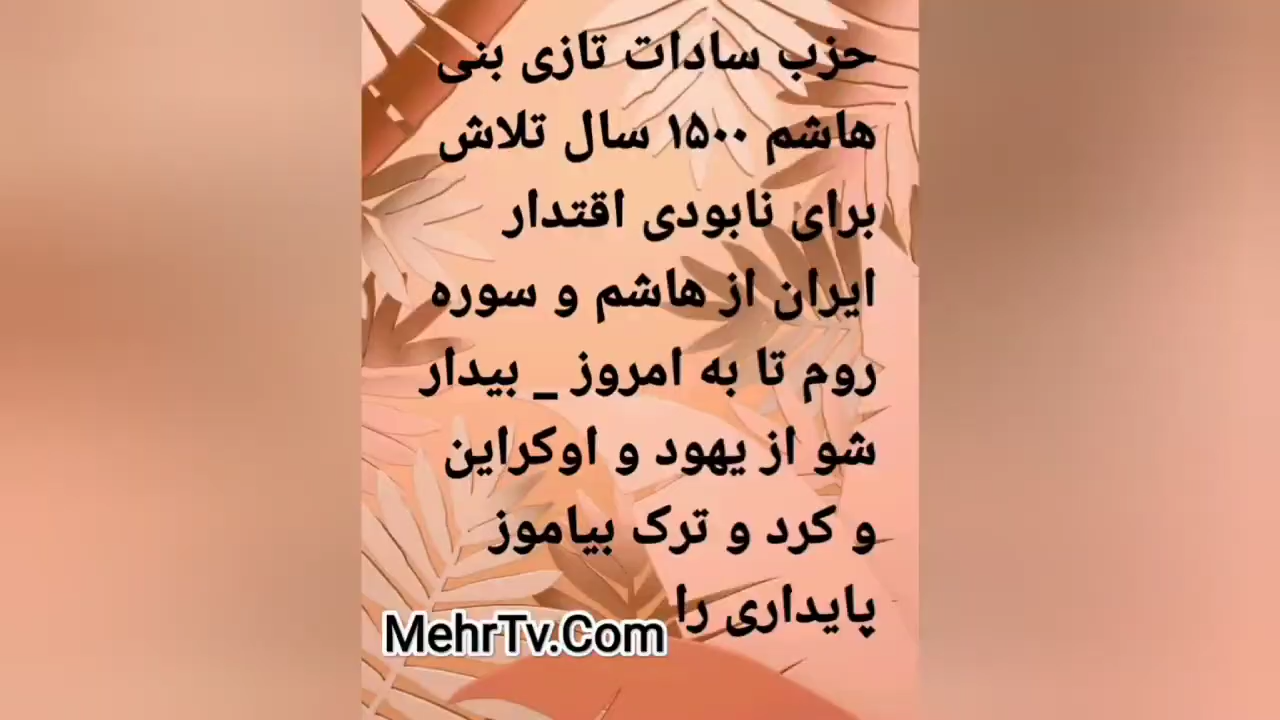 حزب سادات تازی بنی
هاشم ۱۵۰۰ سال تلاش
برای نابودی اقتدار
ایران از هاشم و سوره
روم تا به امروز _ بیدار
شو از یهود و اوکراین
و کرد و ترک بیاموز
پایداری را
MehrTv.Com